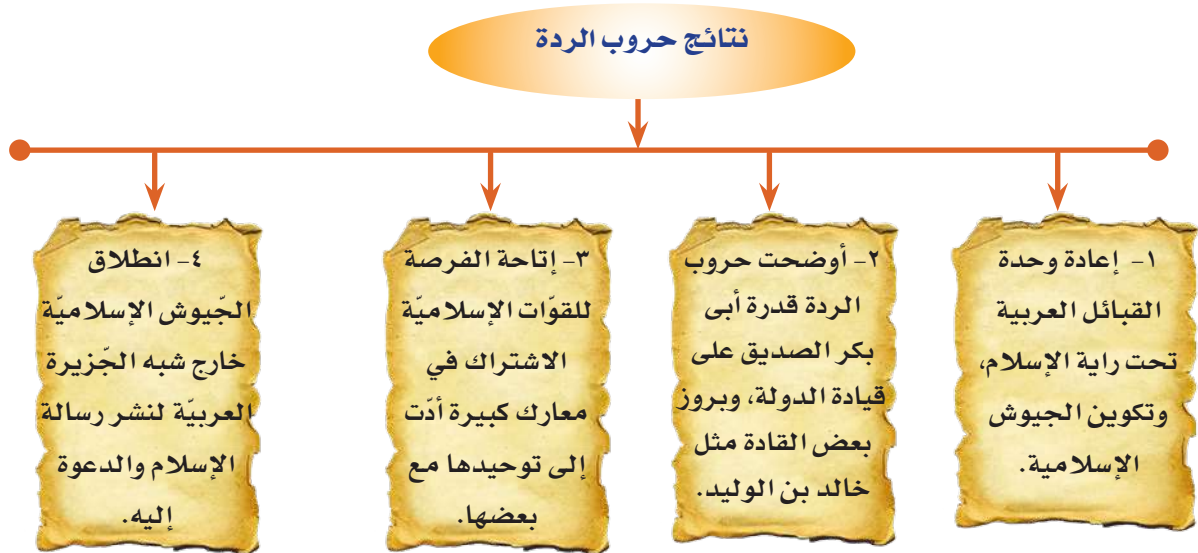 نتائج حروب الردة
١- إعادة وحدة
القبائل العربية
تحت راية الإسلام،
وتكوين الجيوش
الإسلامية.
٢- أوضحت حروب
الردة قدرة أبى
بكر الصديق على
قيادة الدولة، وبروز
بعض القادة مثل
خالد بن الوليد.
٣- إتاحة الفرصة
للقوّات الإسلاميّة
الاشتراك في
معارك كبيرة أدّت
إلى توحيدها مع
بعضها.
٤- انطلاق
الجّيوش الإسلاميّة
خارج شبه الجّزيرة
العربيّة لنشر رسالة
الإسلام والدعوة
إليه.